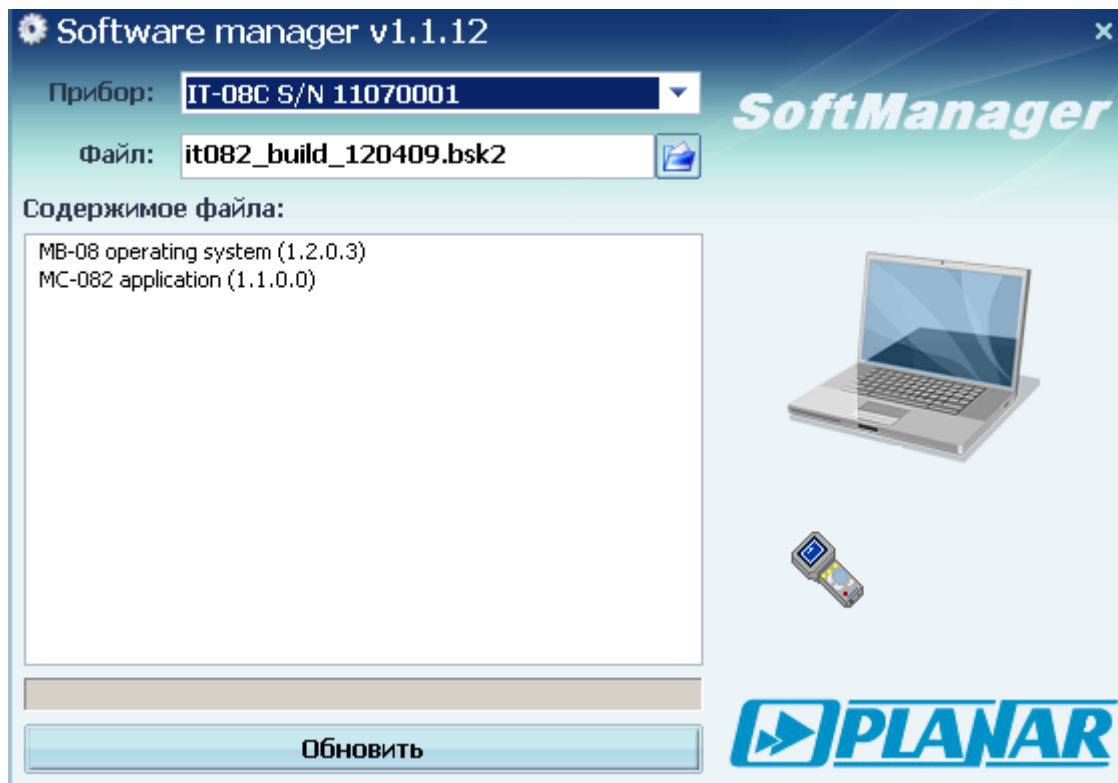 Software manager v1.1.12
Прибор: IT-08C S/N 11070001
SoftManager
Файл: it082_build_120409.bsk2
Содержимое файла:
MB-08 operating system (1.2.0.3)
MC-082 application (1.1.0.0)
Обновить
PLANAR